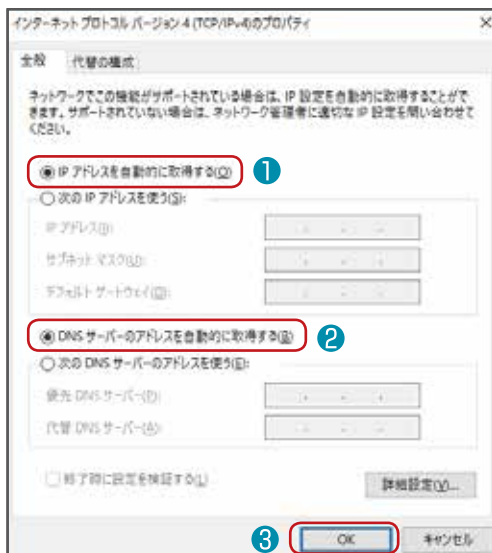 インターネット プロトコル バージョン 4 (TCP/IPv4)のプロパティ
全般 代替の構成
ネットワークでこの機能がサポートされている場合は、IP 設定を自動的に取得することがで
きます。サポートされていない場合は、ネットワーク管理者に適切な IP 設定を問い合わせて
ください。
IP アドレスを自動的に取得する(O) 1
次の IP アドレスを使う(S):
IP アドレス(I):
サブネット マスク(U):
デフォルト ゲートウェイ(D):
DNS サーバーのアドレスを自動的に取得する(B) 2
次の DNS サーバーのアドレスを使う(E):
優先 DNS サーバー(P):
代替 DNS サーバー(A):
終了時に設定を検証する(L)
詳細設定(V)...
3 OK キャンセル